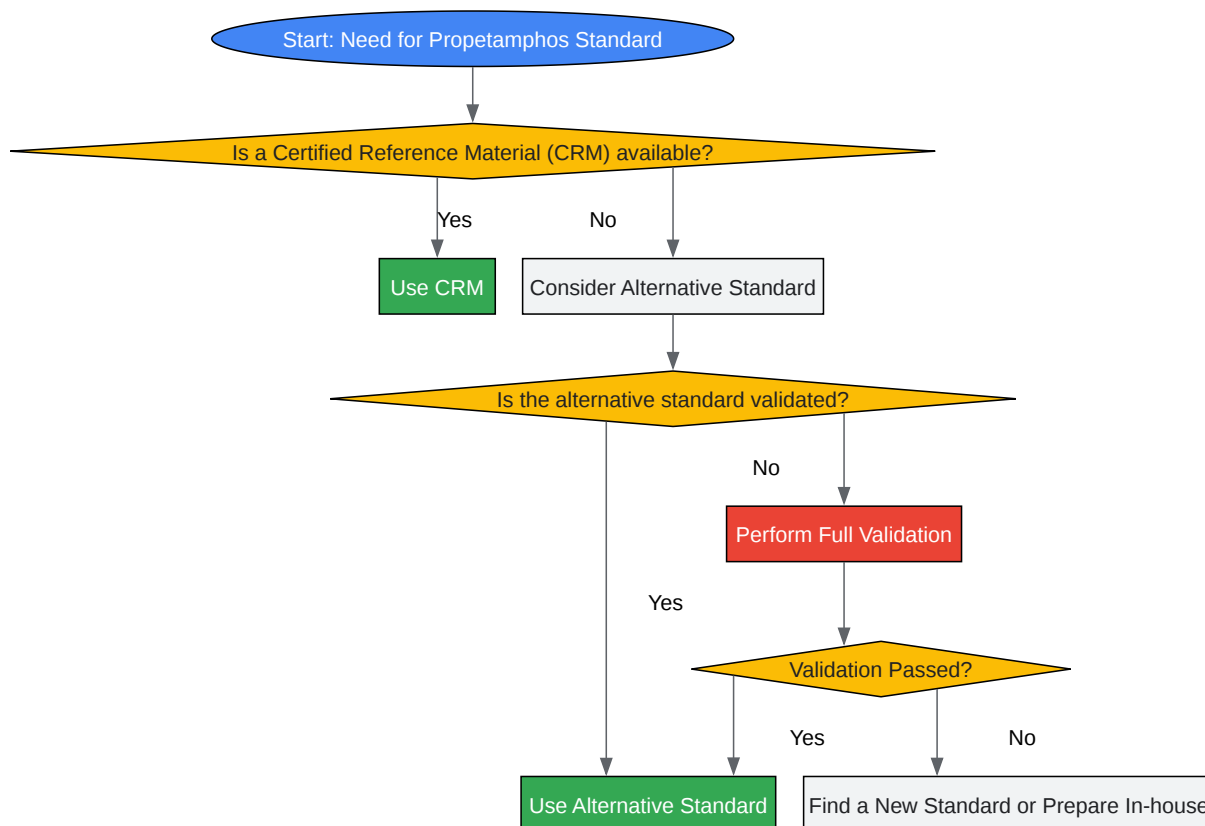 Start: Need for Propetamphos Standard
Is a Certified Reference Material (CRM) available?
Yes
No
Use CRM
Consider Alternative Standard
Is the alternative standard validated?
No
Perform Full Validation
Yes
Validation Passed?
Yes
No
Use Alternative Standard
Find a New Standard or Prepare In-house